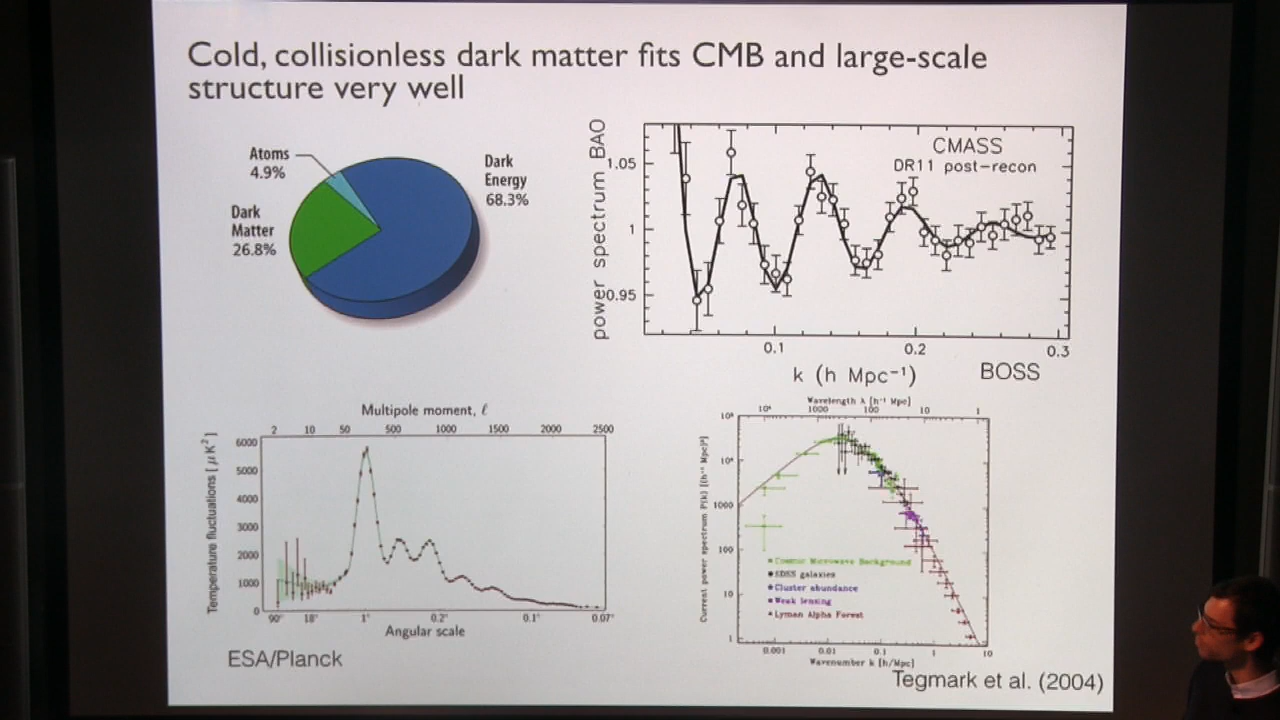 Cold, collisionless dark matter fits CMB and large-scale
structure very well
Atoms
4.9%
Dark
Energy
68.3%
Dark
Matter
26.8%
power spectrum BAO
1.05
1
0.95
CMASS
DR11 post-recon
0.1
0.2
0.3
k (h Mpc⁻¹)
BOSS
Multipole moment, ℓ
2 10 50 500 1000 1500 2000 2500
Temperature fluctuations [ μK² ]
6000
5000
4000
3000
2000
1000
0
90° 18° 1° 0.2° 0.1° 0.07°
Angular scale
ESA/Planck
Wavelength λ [h⁻¹ Mpc]
10⁴ 1000 100 10 1
Current power spectrum P(k) [(h⁻¹ Mpc)³]
10⁵
10⁴
1000
100
10
1
Cosmic Microwave Background
SDSS galaxies
Cluster abundance
Weak lensing
Lyman Alpha Forest
0.001 0.01 0.1 1 10
Wavenumber k [h/Mpc]
Tegmark et al. (2004)